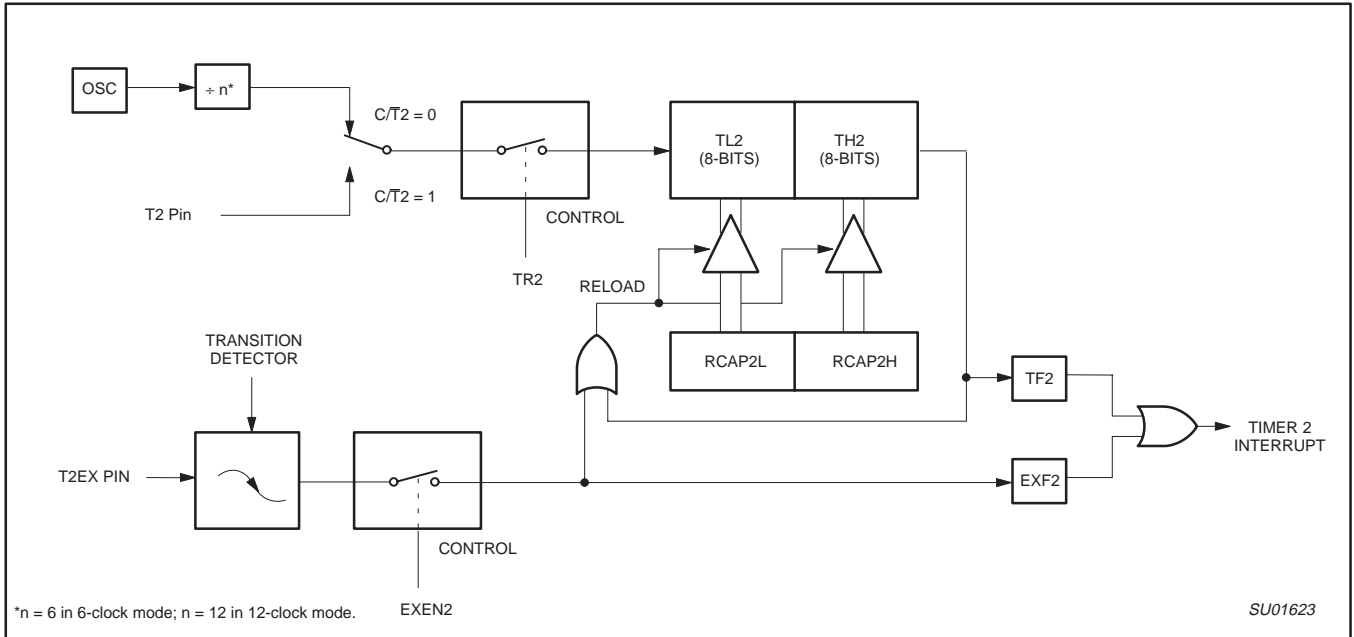 OSC
÷ n*
C/T̅2 = 0
TL2
(8-BITS)
TH2
(8-BITS)
C/T̅2 = 1
T2 Pin
CONTROL
TR2
RELOAD
TRANSITION
DETECTOR
RCAP2L
RCAP2H
TF2
TIMER 2
INTERRUPT
T2EX PIN
EXF2
CONTROL
EXEN2
*n = 6 in 6-clock mode; n = 12 in 12-clock mode.
SU01623